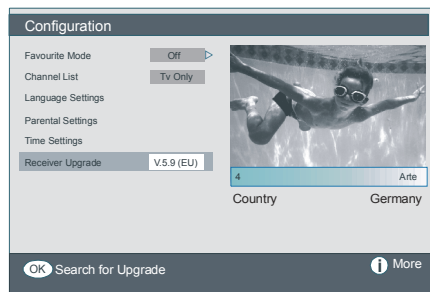 Configuration
Favourite Mode Off
Channel List Tv Only
Language Settings
Parental Settings
Time Settings
Receiver Upgrade V.5.9 (EU)
4 Arte
Country Germany
OK Search for Upgrade
i More